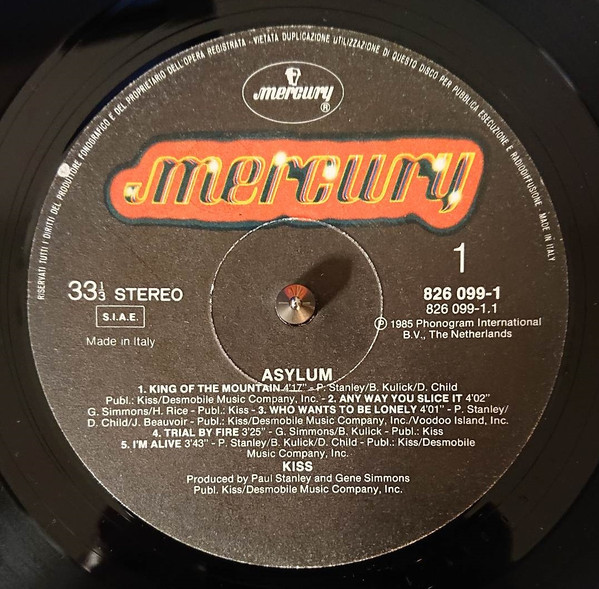 RISERVATI TUTTI I DIRITTI DEL PRODUTTORE FONOGRAFICO E DEL PROPRIETARIO DELL'OPERA REGISTRATA - VIETATA DUPLICAZIONE UTILIZZAZIONE DI QUESTO DISCO PER PUBBLICA ESECUZIONE E RADIODIFFUSIONE MADE IN ITALY
mercury
®
mercury
1
33⅓ STEREO
826 099-1
826 099-1.1
S.I.A.E.
Made in Italy
Ⓟ 1985 Phonogram International
B.V., The Netherlands
ASYLUM
1. KING OF THE MOUNTAIN 4'17" - P. Stanley/B. Kulick/D. Child
Publ.: Kiss/Desmobile Music Company, Inc. - 2. ANY WAY YOU SLICE IT 4'02"
G. Simmons/H. Rice - Publ.: Kiss - 3. WHO WANTS TO BE LONELY 4'01" - P. Stanley/
D. Child/J. Beauvoir - Publ.: Kiss/Desmobile Music Company, Inc./Voodoo Island, Inc.
4. TRIAL BY FIRE 3'25" - G. Simmons/B. Kulick - Publ.: Kiss
5. I'M ALIVE 3'43" - P. Stanley/B. Kulick/D. Child - Publ.: Kiss/Desmobile
Music Company, Inc.
KISS
Produced by Paul Stanley and Gene Simmons
Publ. Kiss/Desmobile Music Company, Inc.